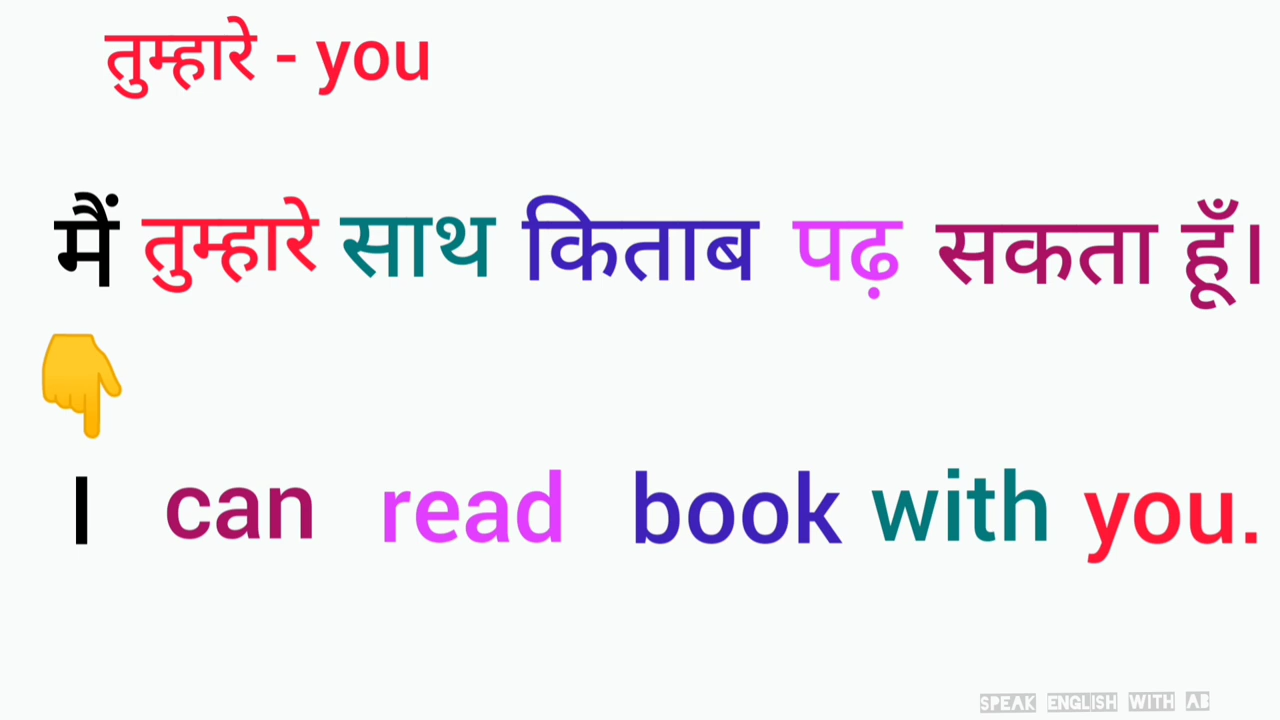 तुम्हारे - you
मैं तुम्हारे साथ किताब पढ़ सकता हूँ।
I can read book with you.
SPEAK ENGLISH WITH AB